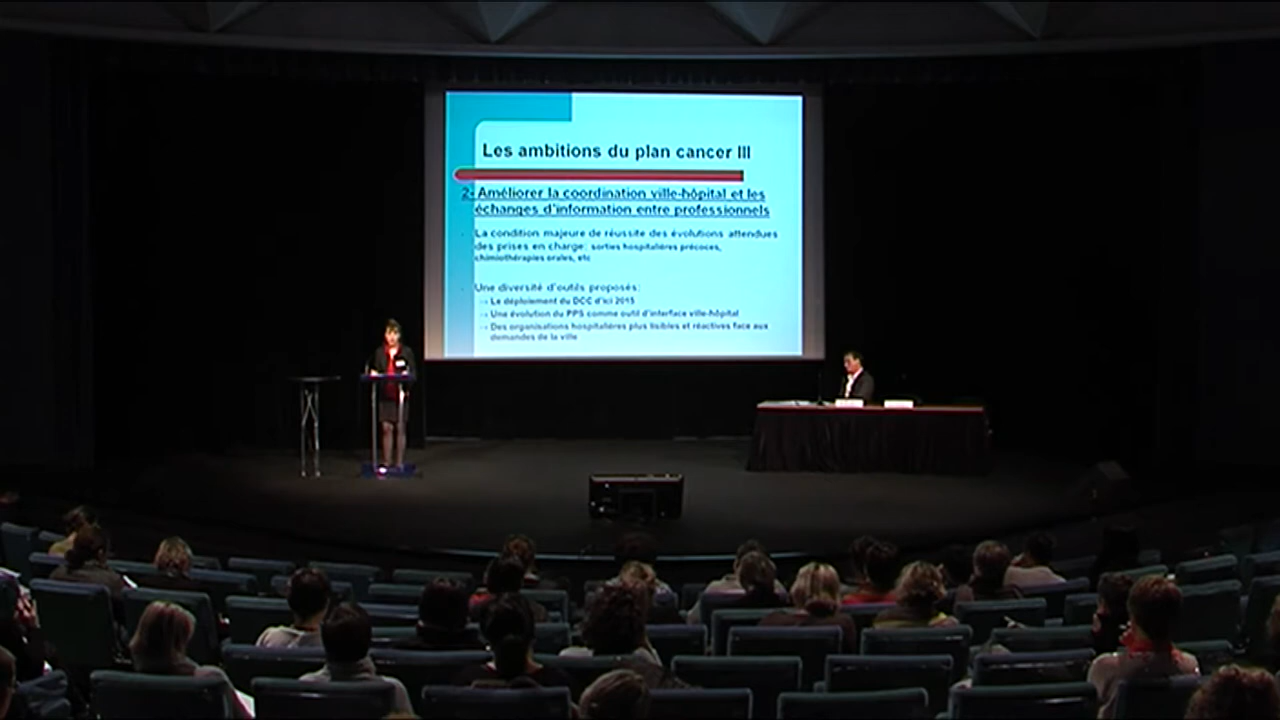 Les ambitions du plan cancer III
2- Améliorer la coordination ville-hôpital et les
échanges d'information entre professionnels
La condition majeure de réussite des évolutions attendues
des prises en charge: sorties hospitalières précoces,
chimiothérapies orales, etc
Une diversité d'outils proposés:
→ Le déploiement du DCC d'ici 2015
→ Une évolution du PPS comme outil d'interface ville-hôpital
→ Des organisations hospitalières plus lisibles et réactives face aux
demandes de la ville